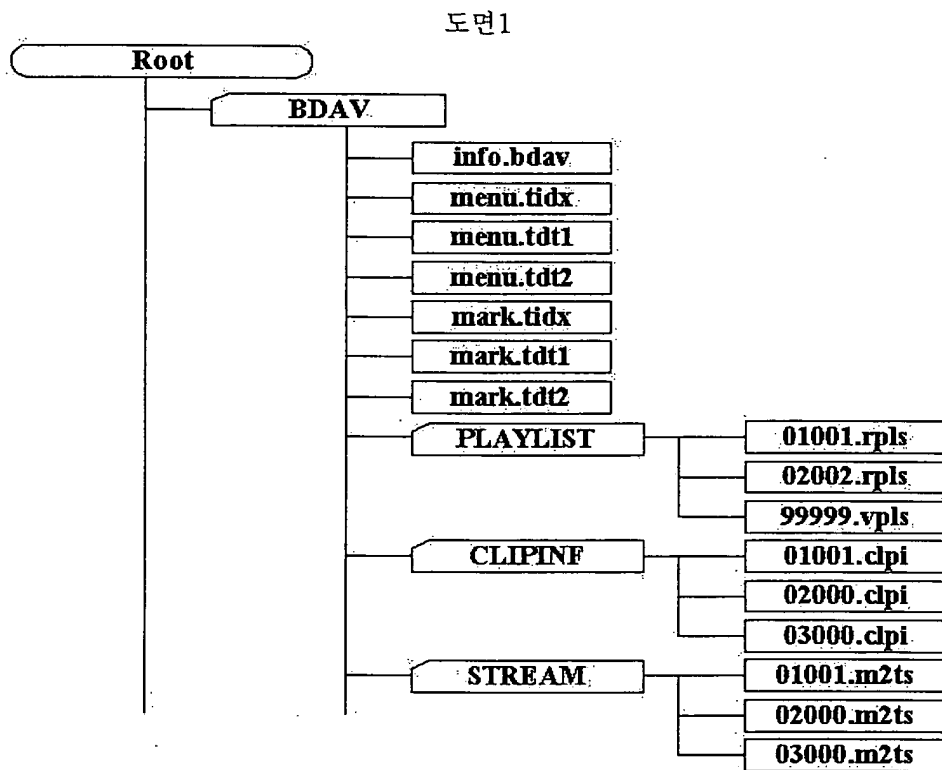 도면1
Root
BDAV
info.bdav
menu.tidx
menu.tdt1
menu.tdt2
mark.tidx
mark.tdt1
mark.tdt2
PLAYLIST
01001.rpls
02002.rpls
99999.vpls
CLIPINF
01001.clpi
02000.clpi
03000.clpi
STREAM
01001.m2ts
02000.m2ts
03000.m2ts